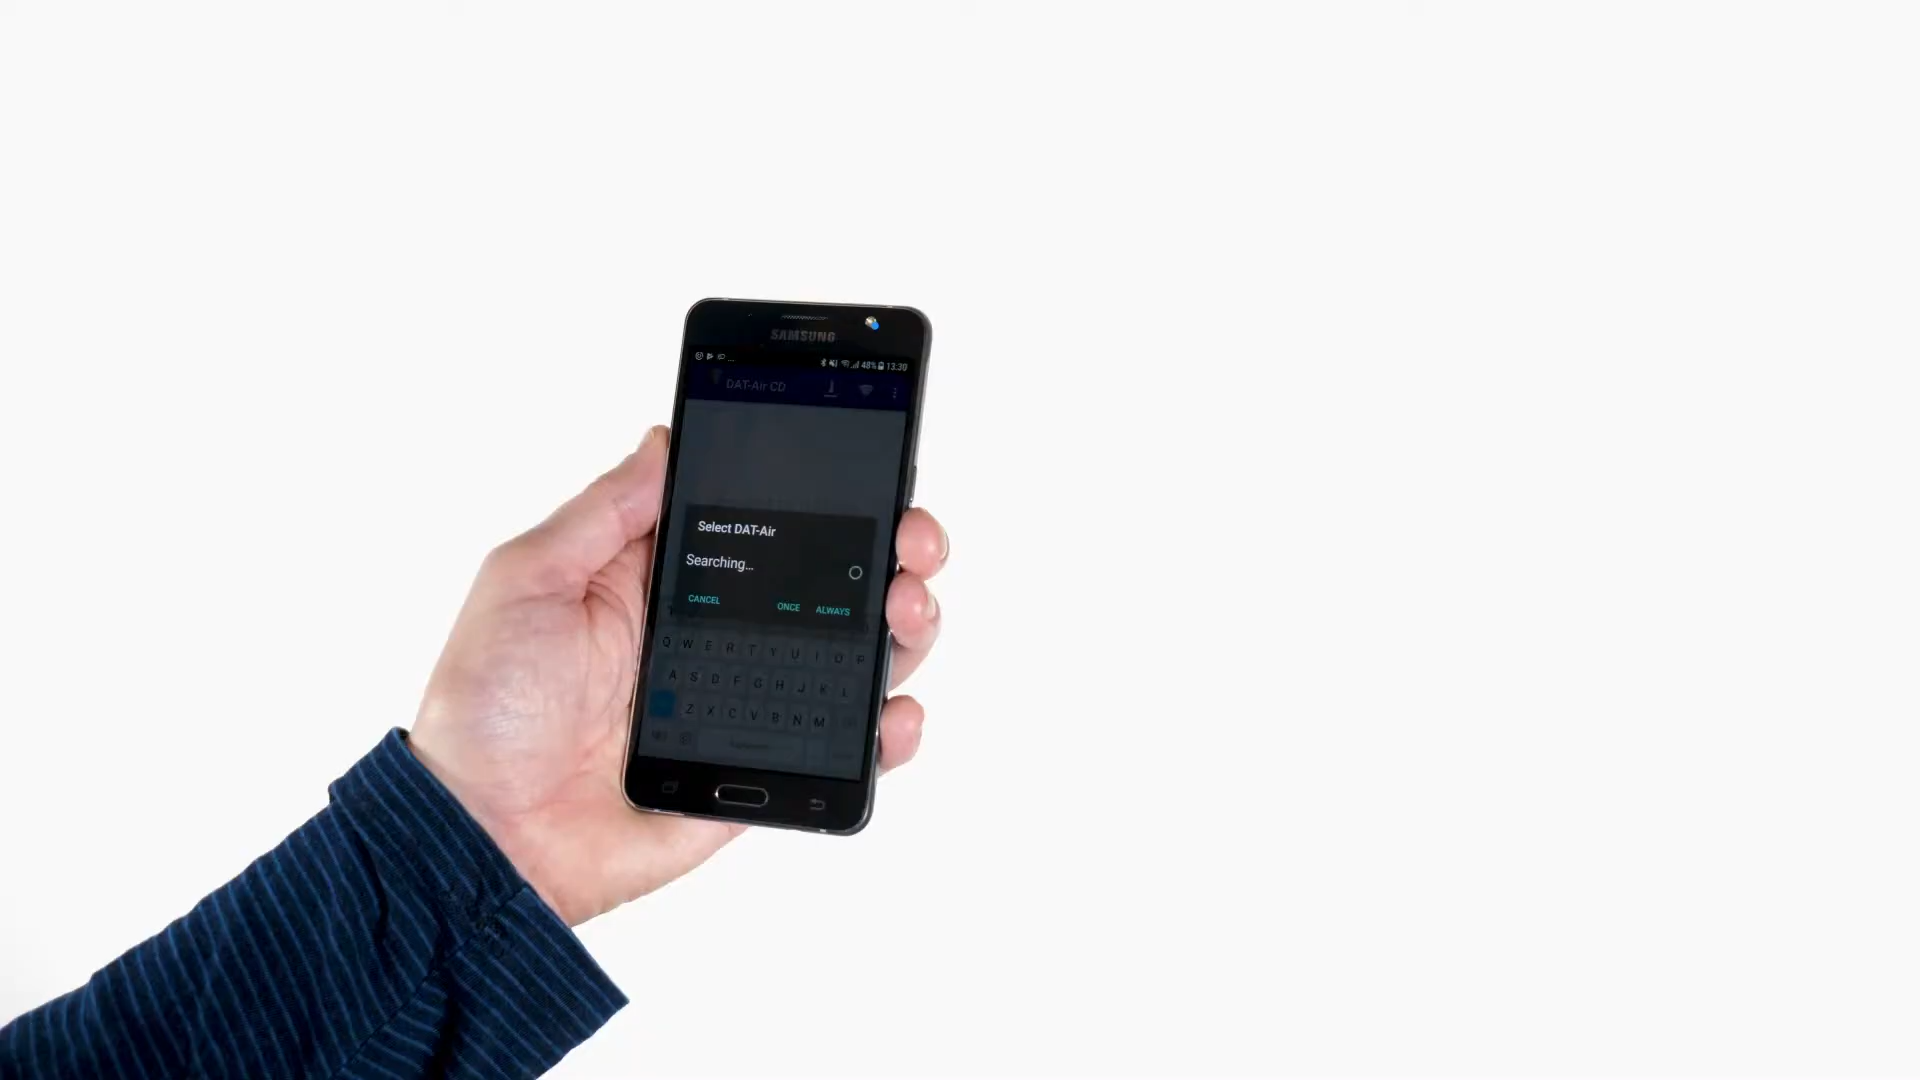 SAMSUNG
48% 13:30
DAT-Air CD
Select DAT-Air
Searching...
CANCEL ONCE ALWAYS
Q W E R T Y U I O P
A S D F G H J K L
Z X C V B N M